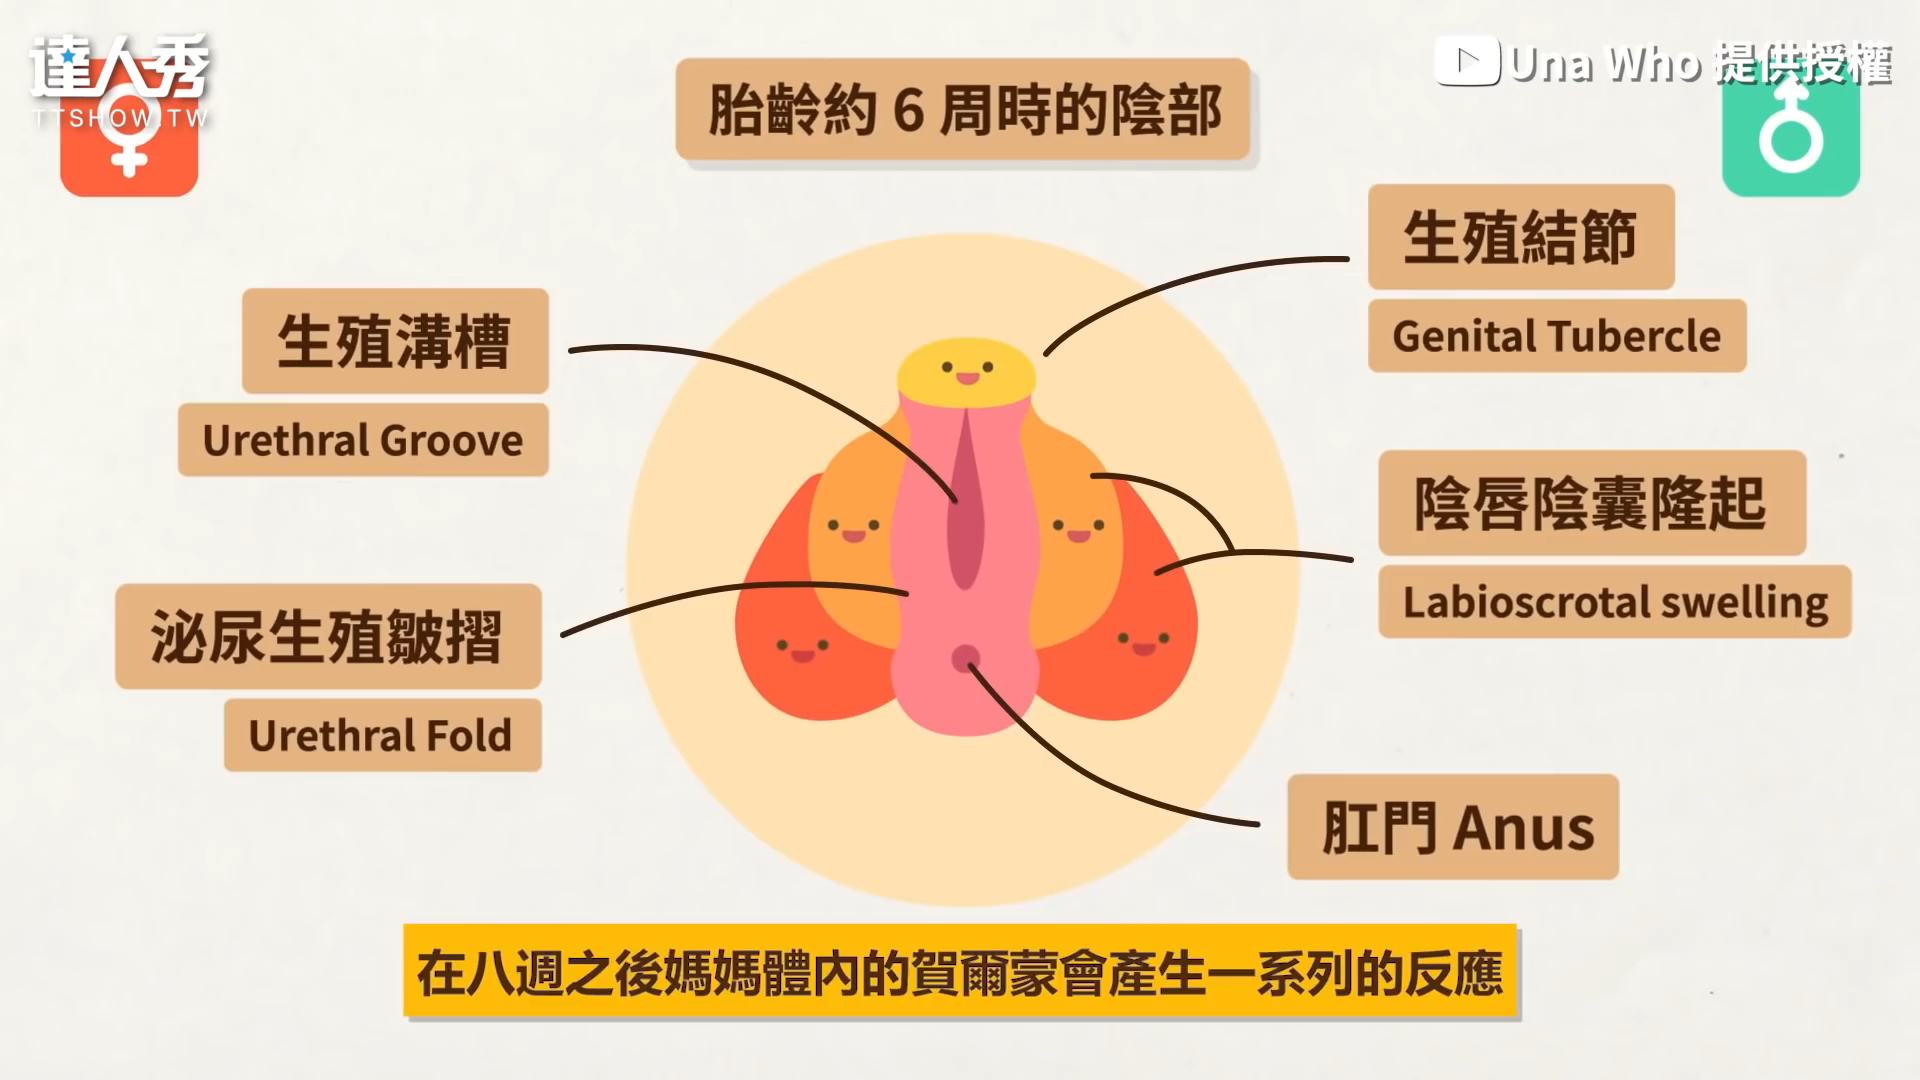 達人秀
TTSHOW.TW
Una Who 提供授權
胎齡約 6 周時的陰部
生殖結節
Genital Tubercle
生殖溝槽
Urethral Groove
陰唇陰囊隆起
Labioscrotal swelling
泌尿生殖皺摺
Urethral Fold
肛門 Anus
在八週之後媽媽體內的賀爾蒙會產生一系列的反應